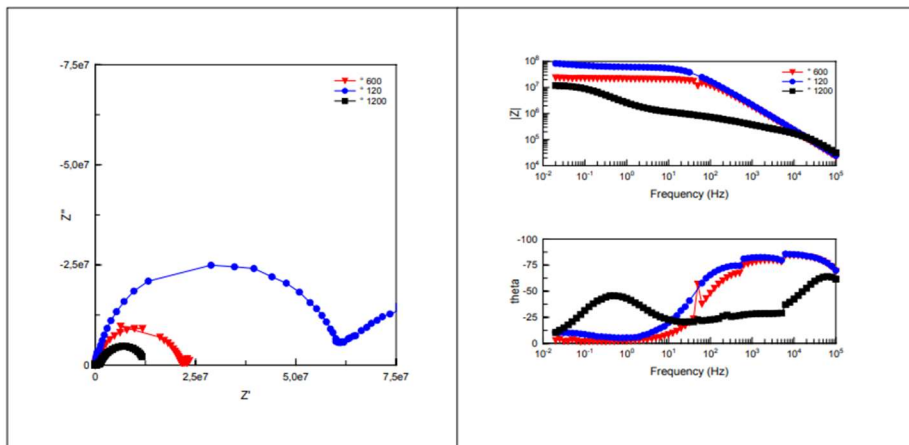 -7,5e7
" 600
" 120
" 1200
-5,0e7
Z''
-2,5e7
0
0 2,5e7 5,0e7 7,5e7
Z'
10^8
" 600
10^7
" 120
" 1200
|Z|
10^6
10^5
10^4
10^-2 10^-1 10^0 10^1 10^2 10^3 10^4 10^5
Frequency (Hz)
-100
-75
theta
-50
-25
0
10^-2 10^-1 10^0 10^1 10^2 10^3 10^4 10^5
Frequency (Hz)